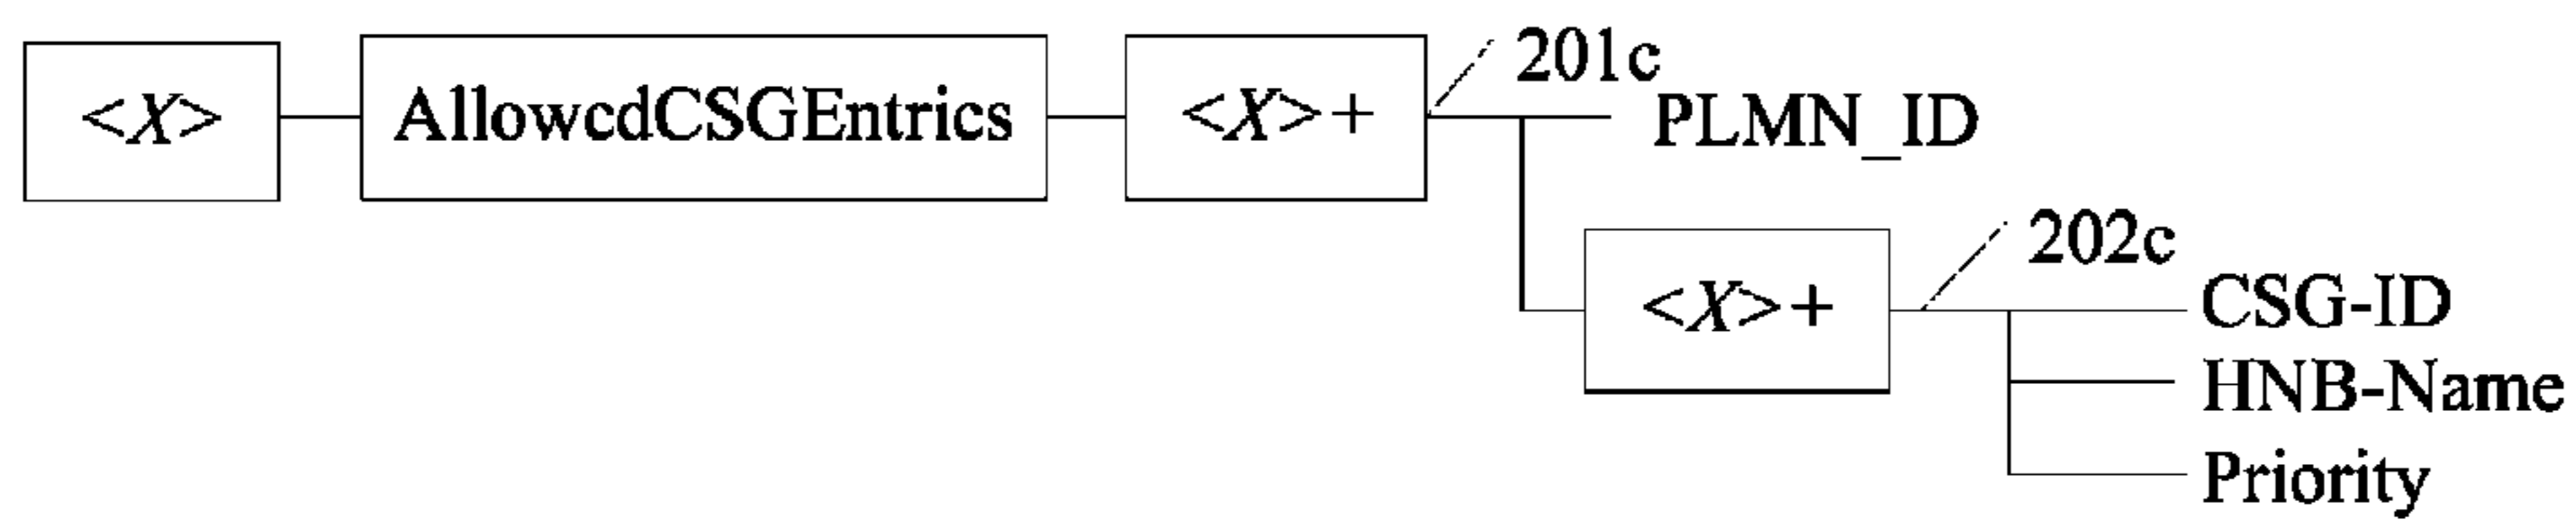 <X> AllowcdCSGEntrics <X>+ 201c
PLMN_ID
<X>+ 202c
CSG-ID
HNB-Name
Priority